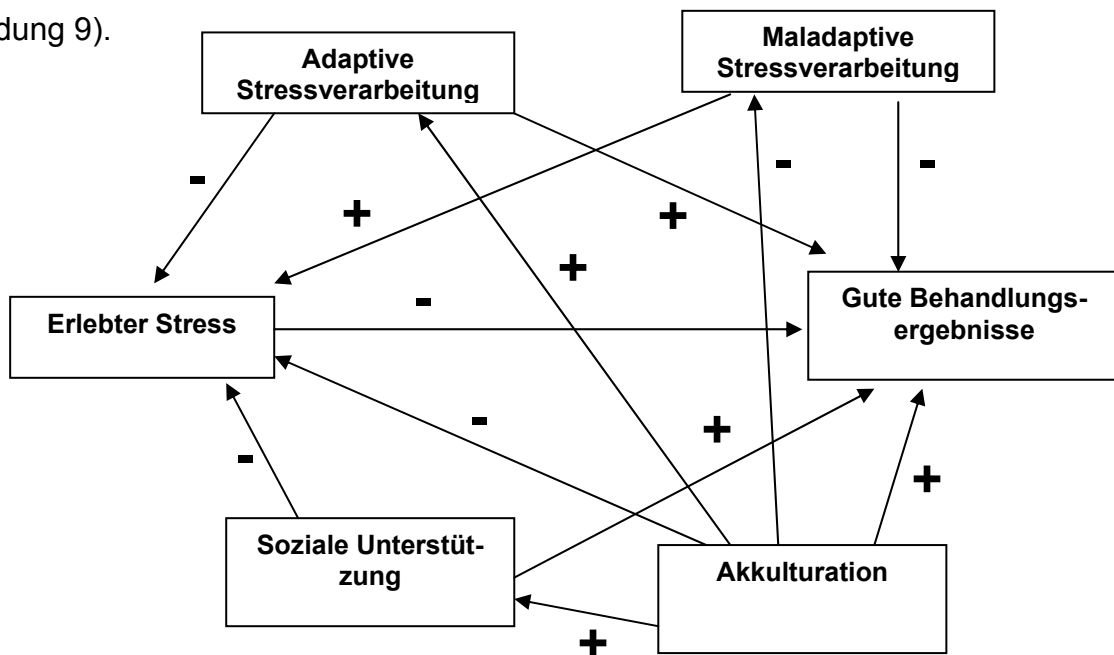 dung 9).
Adaptive
Stressverarbeitung
Maladaptive
Stressverarbeitung
-
+
+
-
-
+
Erlebter Stress
-
Gute Behandlungs-
ergebnisse
-
+
-
+
Soziale Unterstüt-
zung
Akkulturation
+